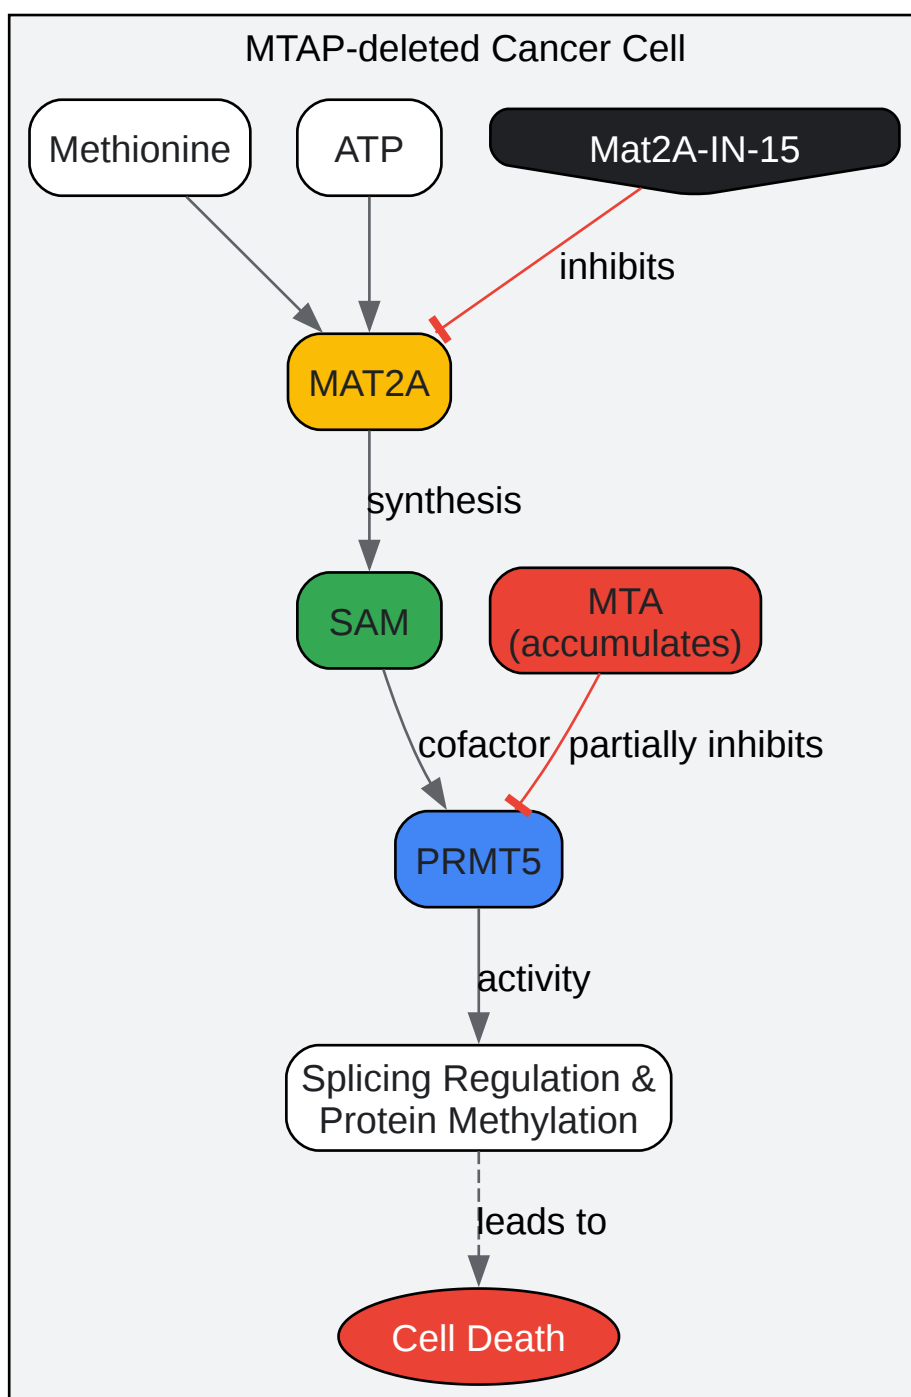 MTAP-deleted Cancer Cell
Methionine
ATP
Mat2A-IN-15
inhibits
MAT2A
synthesis
SAM
MTA
(accumulates)
cofactor
partially inhibits
PRMT5
activity
Splicing Regulation &
Protein Methylation
leads to
Cell Death